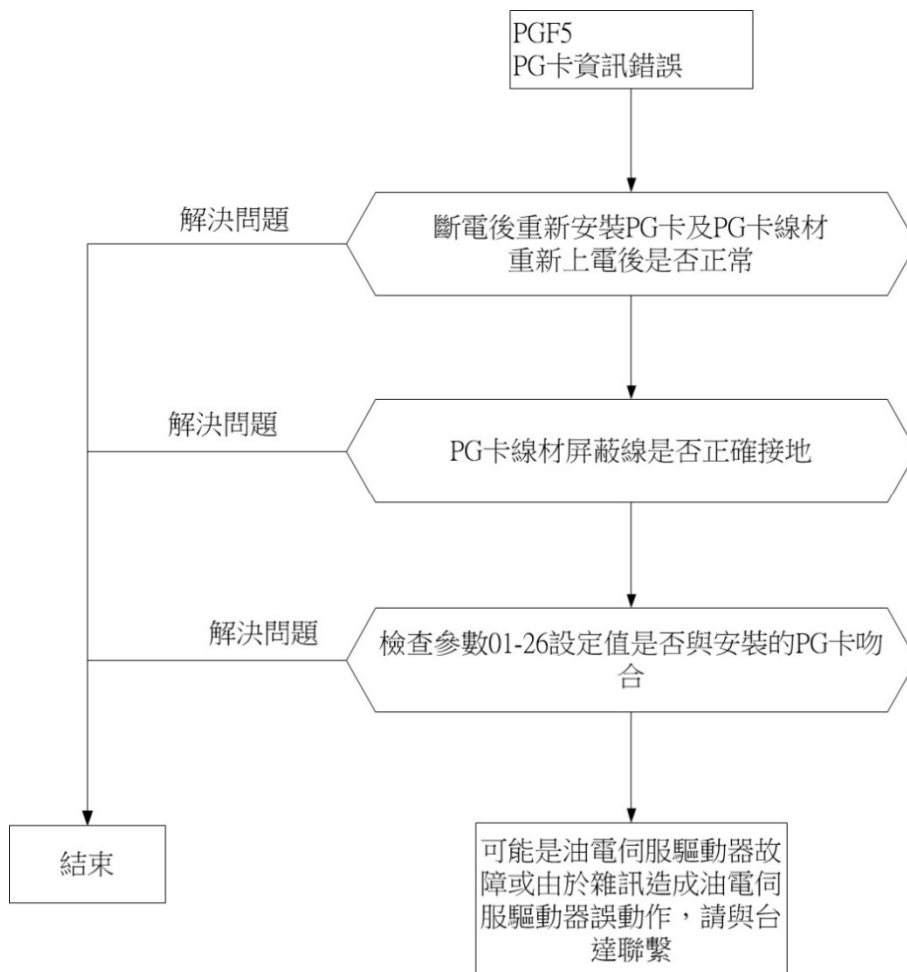 PGF5
PG卡資訊錯誤
解決問題
斷電後重新安裝PG卡及PG卡線材
重新上電後是否正常
解決問題
PG卡線材屏蔽線是否正確接地
解決問題
檢查參數01-26設定值是否與安裝的PG卡吻
合
結束
可能是油電伺服驅動器故
障或由於雜訊造成油電伺
服驅動器誤動作，請與台
達聯繫